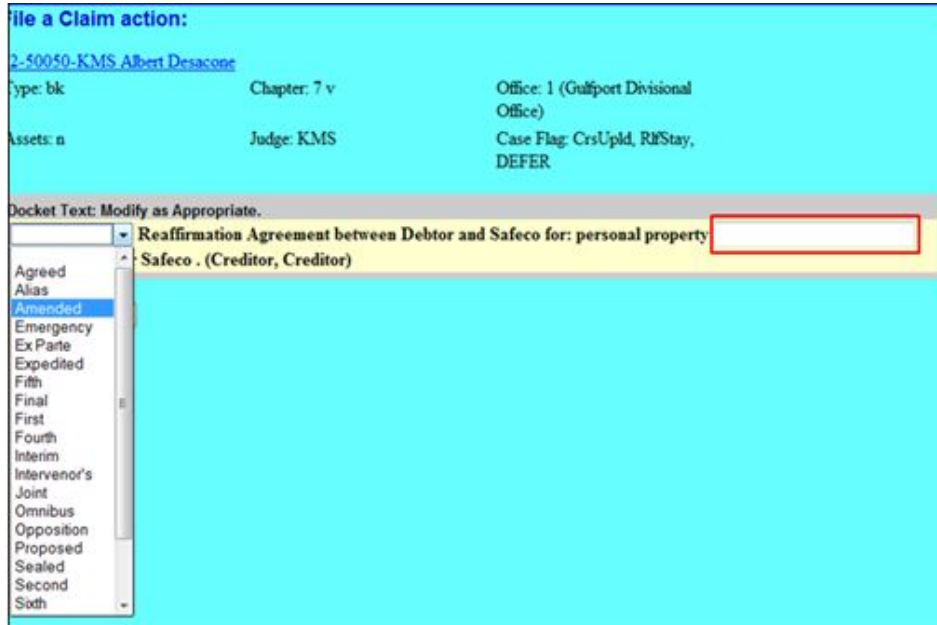 ile a Claim action:
2-50050-KMS Albert Desacone
ype: bk Chapter: 7 v Office: 1 (Gulfport Divisional
Office)
Assets: n Judge: KMS Case Flag: CrsUpld, RlfStay,
DEFER
Docket Text: Modify as Appropriate.
Reaffirmation Agreement between Debtor and Safeco for: personal property
Safeco . (Creditor, Creditor)
Agreed
Alias
Amended
Emergency
Ex Parte
Expedited
Fifth
Final
First
Fourth
Interim
Intervenor's
Joint
Omnibus
Opposition
Proposed
Sealed
Second
Sixth